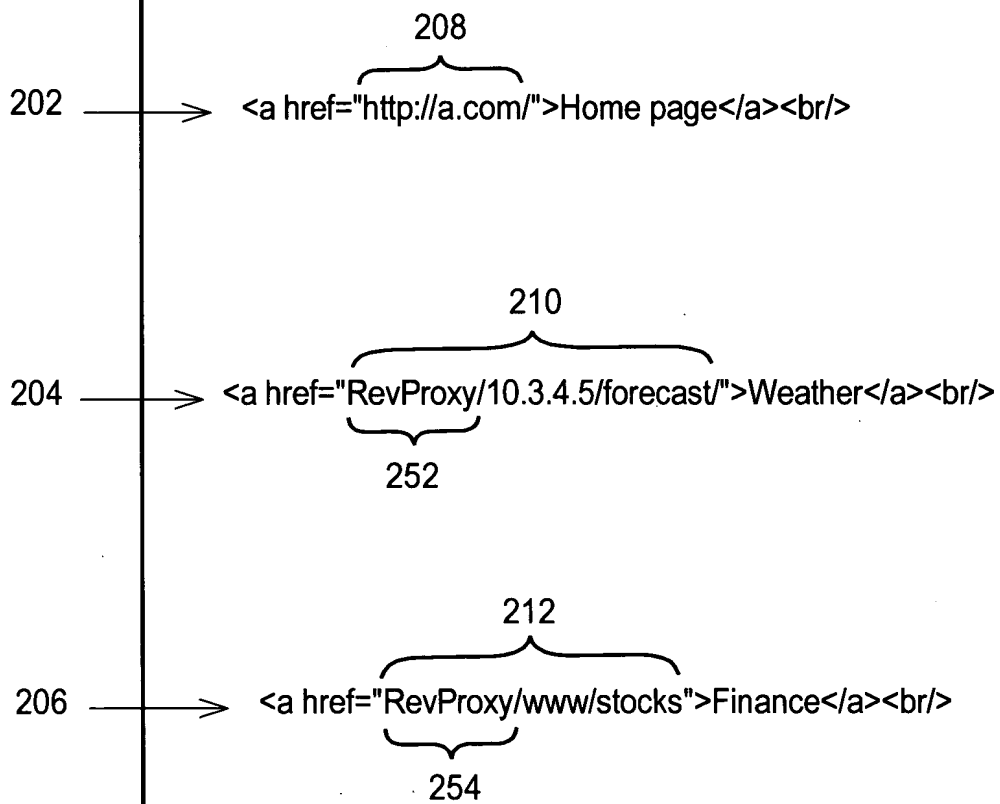 208
202 <a href="http://a.com/">Home page</a><br/>
210
204 <a href="RevProxy/10.3.4.5/forecast/">Weather</a><br/>
252
212
206 <a href="RevProxy/www/stocks">Finance</a><br/>
254